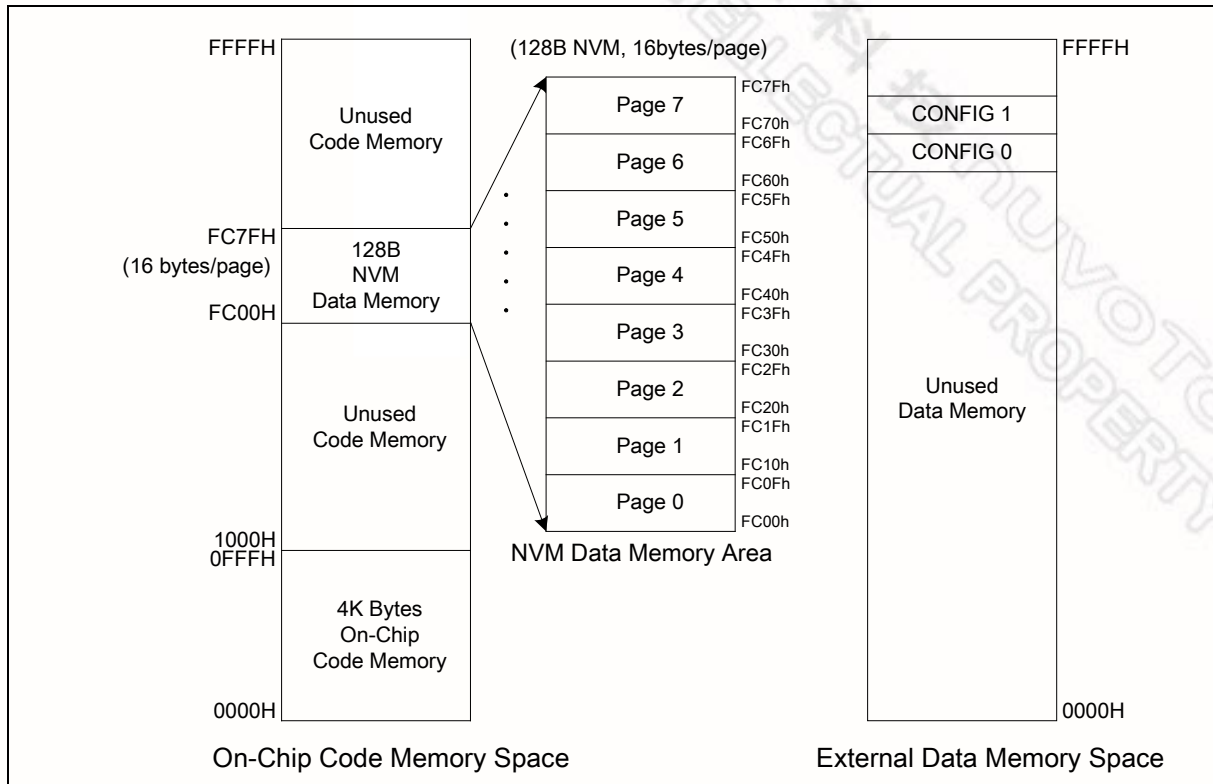 FFFFH
Unused
Code Memory
FC7FH
(16 bytes/page)
128B
NVM
Data Memory
FC00H
Unused
Code Memory
1000H
0FFFH
4K Bytes
On-Chip
Code Memory
0000H
On-Chip Code Memory Space
(128B NVM, 16bytes/page)
Page 7
FC7Fh
FC70h
Page 6
FC6Fh
FC60h
Page 5
FC5Fh
FC50h
Page 4
FC4Fh
FC40h
Page 3
FC3Fh
FC30h
Page 2
FC2Fh
FC20h
Page 1
FC1Fh
FC10h
Page 0
FC0Fh
FC00h
NVM Data Memory Area
FFFFH
CONFIG 1
CONFIG 0
Unused
Data Memory
0000H
External Data Memory Space